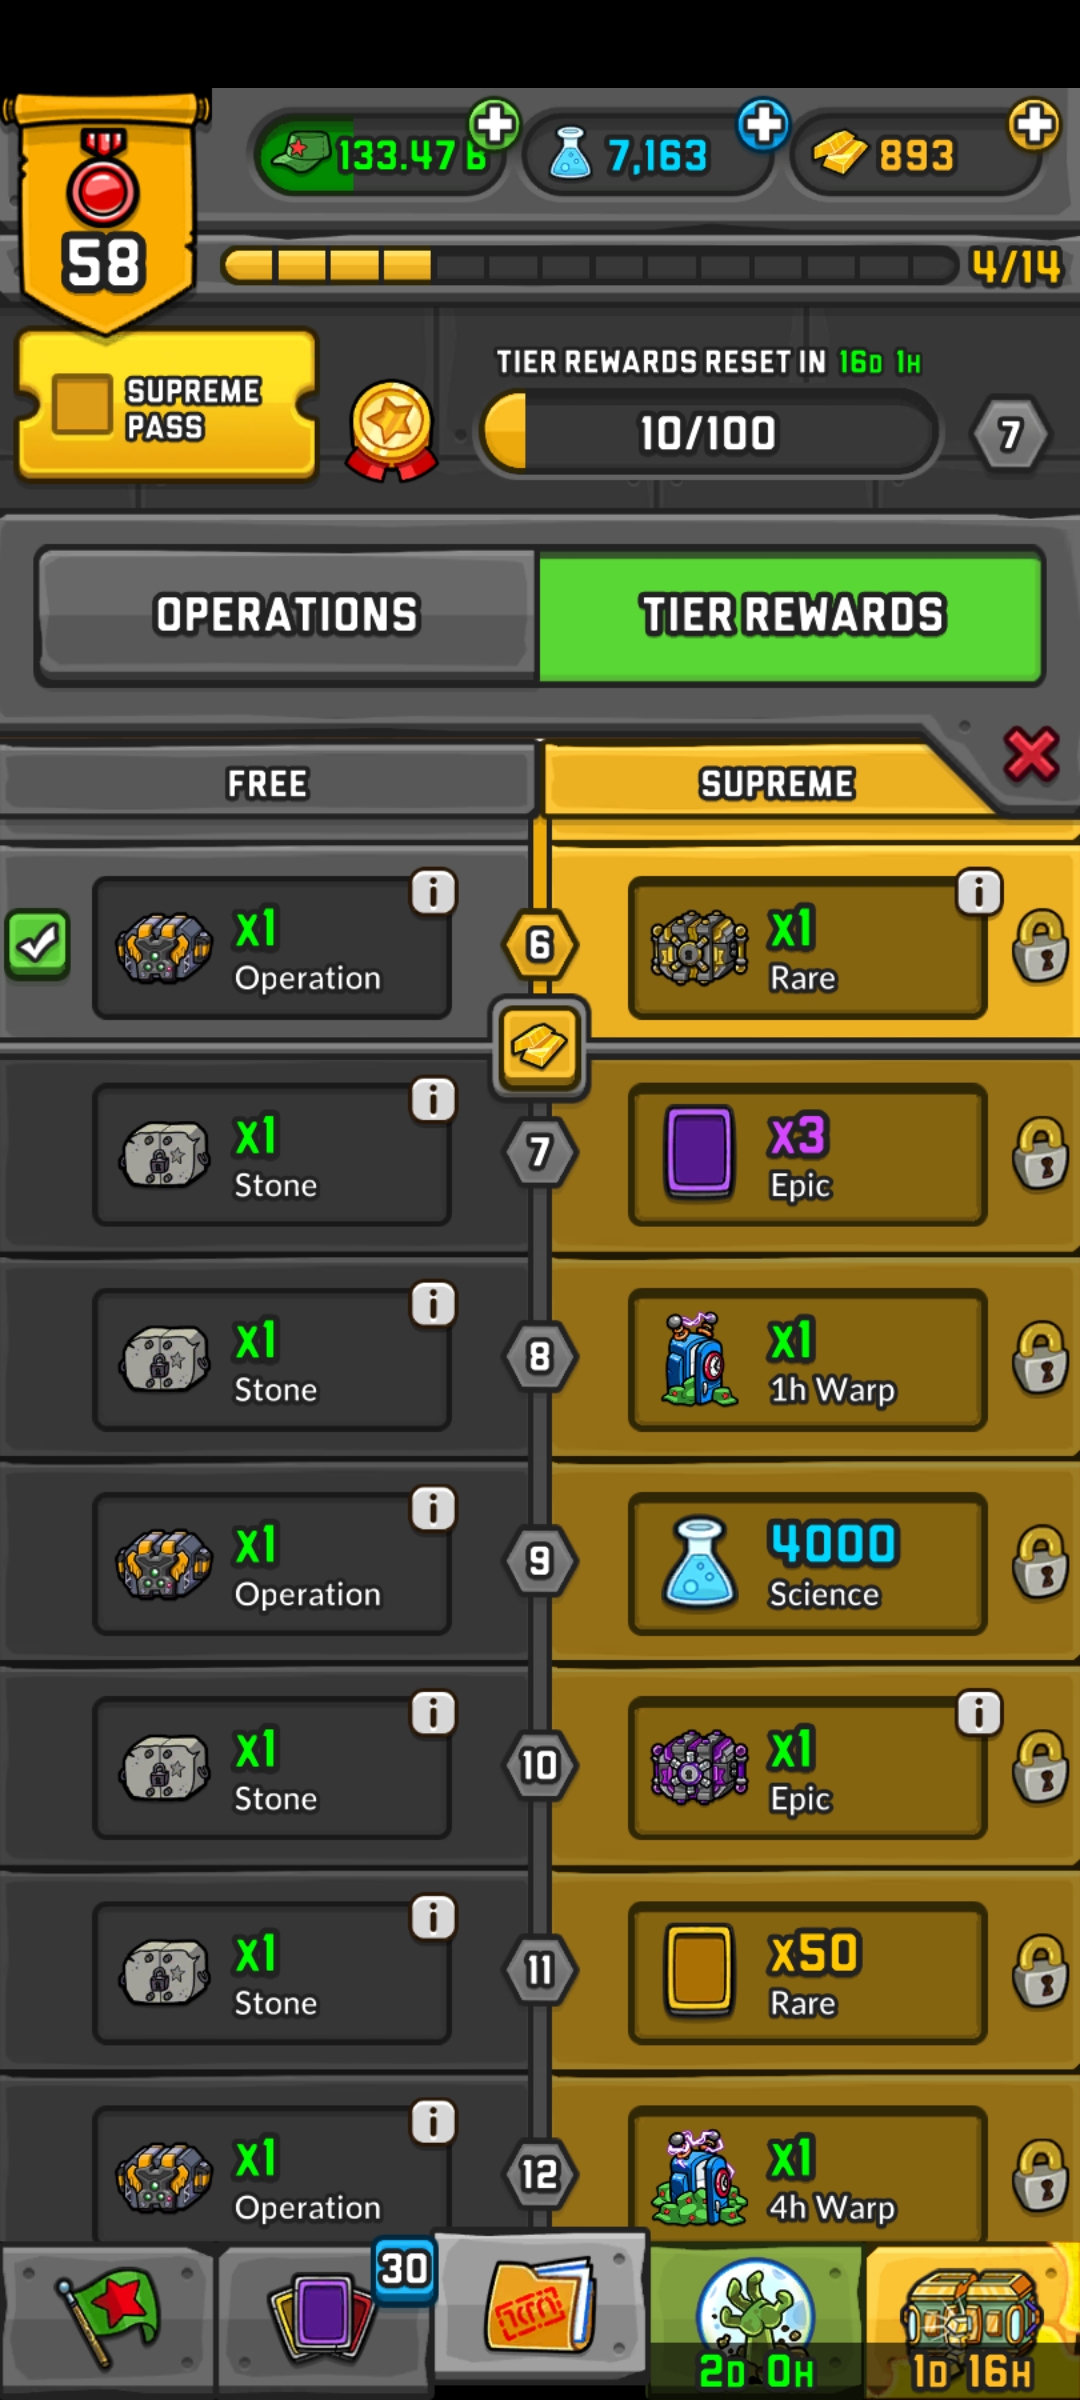 133.47 B
7,163
893
58
4/14
TIER REWARDS RESET IN 16D 1H
SUPREME
PASS
10/100
7
OPERATIONS
TIER REWARDS
FREE
SUPREME
X1
Operation
6
X1
Rare
X1
Stone
7
X3
Epic
X1
Stone
8
X1
1h Warp
X1
Operation
9
4000
Science
X1
Stone
10
X1
Epic
X1
Stone
11
X50
Rare
X1
Operation
12
X1
4h Warp
30
2D 0H
1D 16H